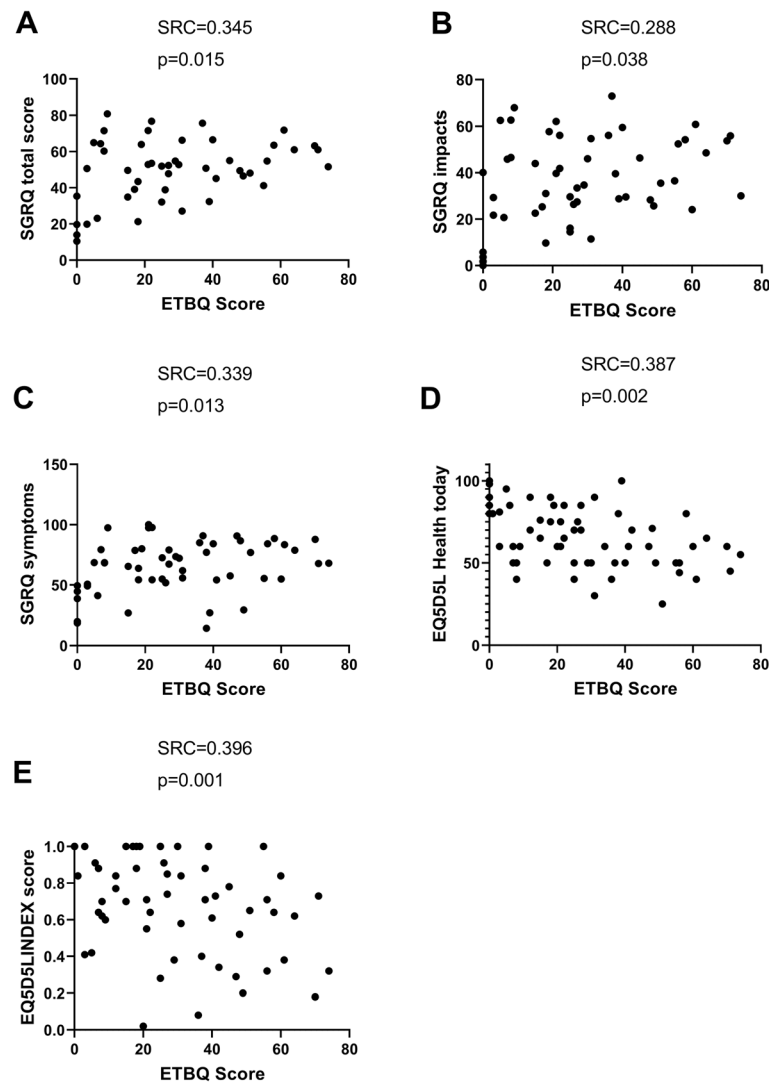 A
SRC=0.345
p=0.015
SGRQ total score
100
80
60
40
20
0
0 20 40 60 80
ETBQ Score
B
SRC=0.288
p=0.038
SGRQ impacts
80
60
40
20
0
0 20 40 60 80
ETBQ Score
C
SRC=0.339
p=0.013
SGRQ symptoms
150
100
50
0
0 20 40 60 80
ETBQ Score
D
SRC=0.387
p=0.002
EQ5D5L Health today
100
50
0
0 20 40 60 80
ETBQ Score
E
SRC=0.396
p=0.001
EQ5D5LINDEX score
1.0
0.8
0.6
0.4
0.2
0.0
0 20 40 60 80
ETBQ Score